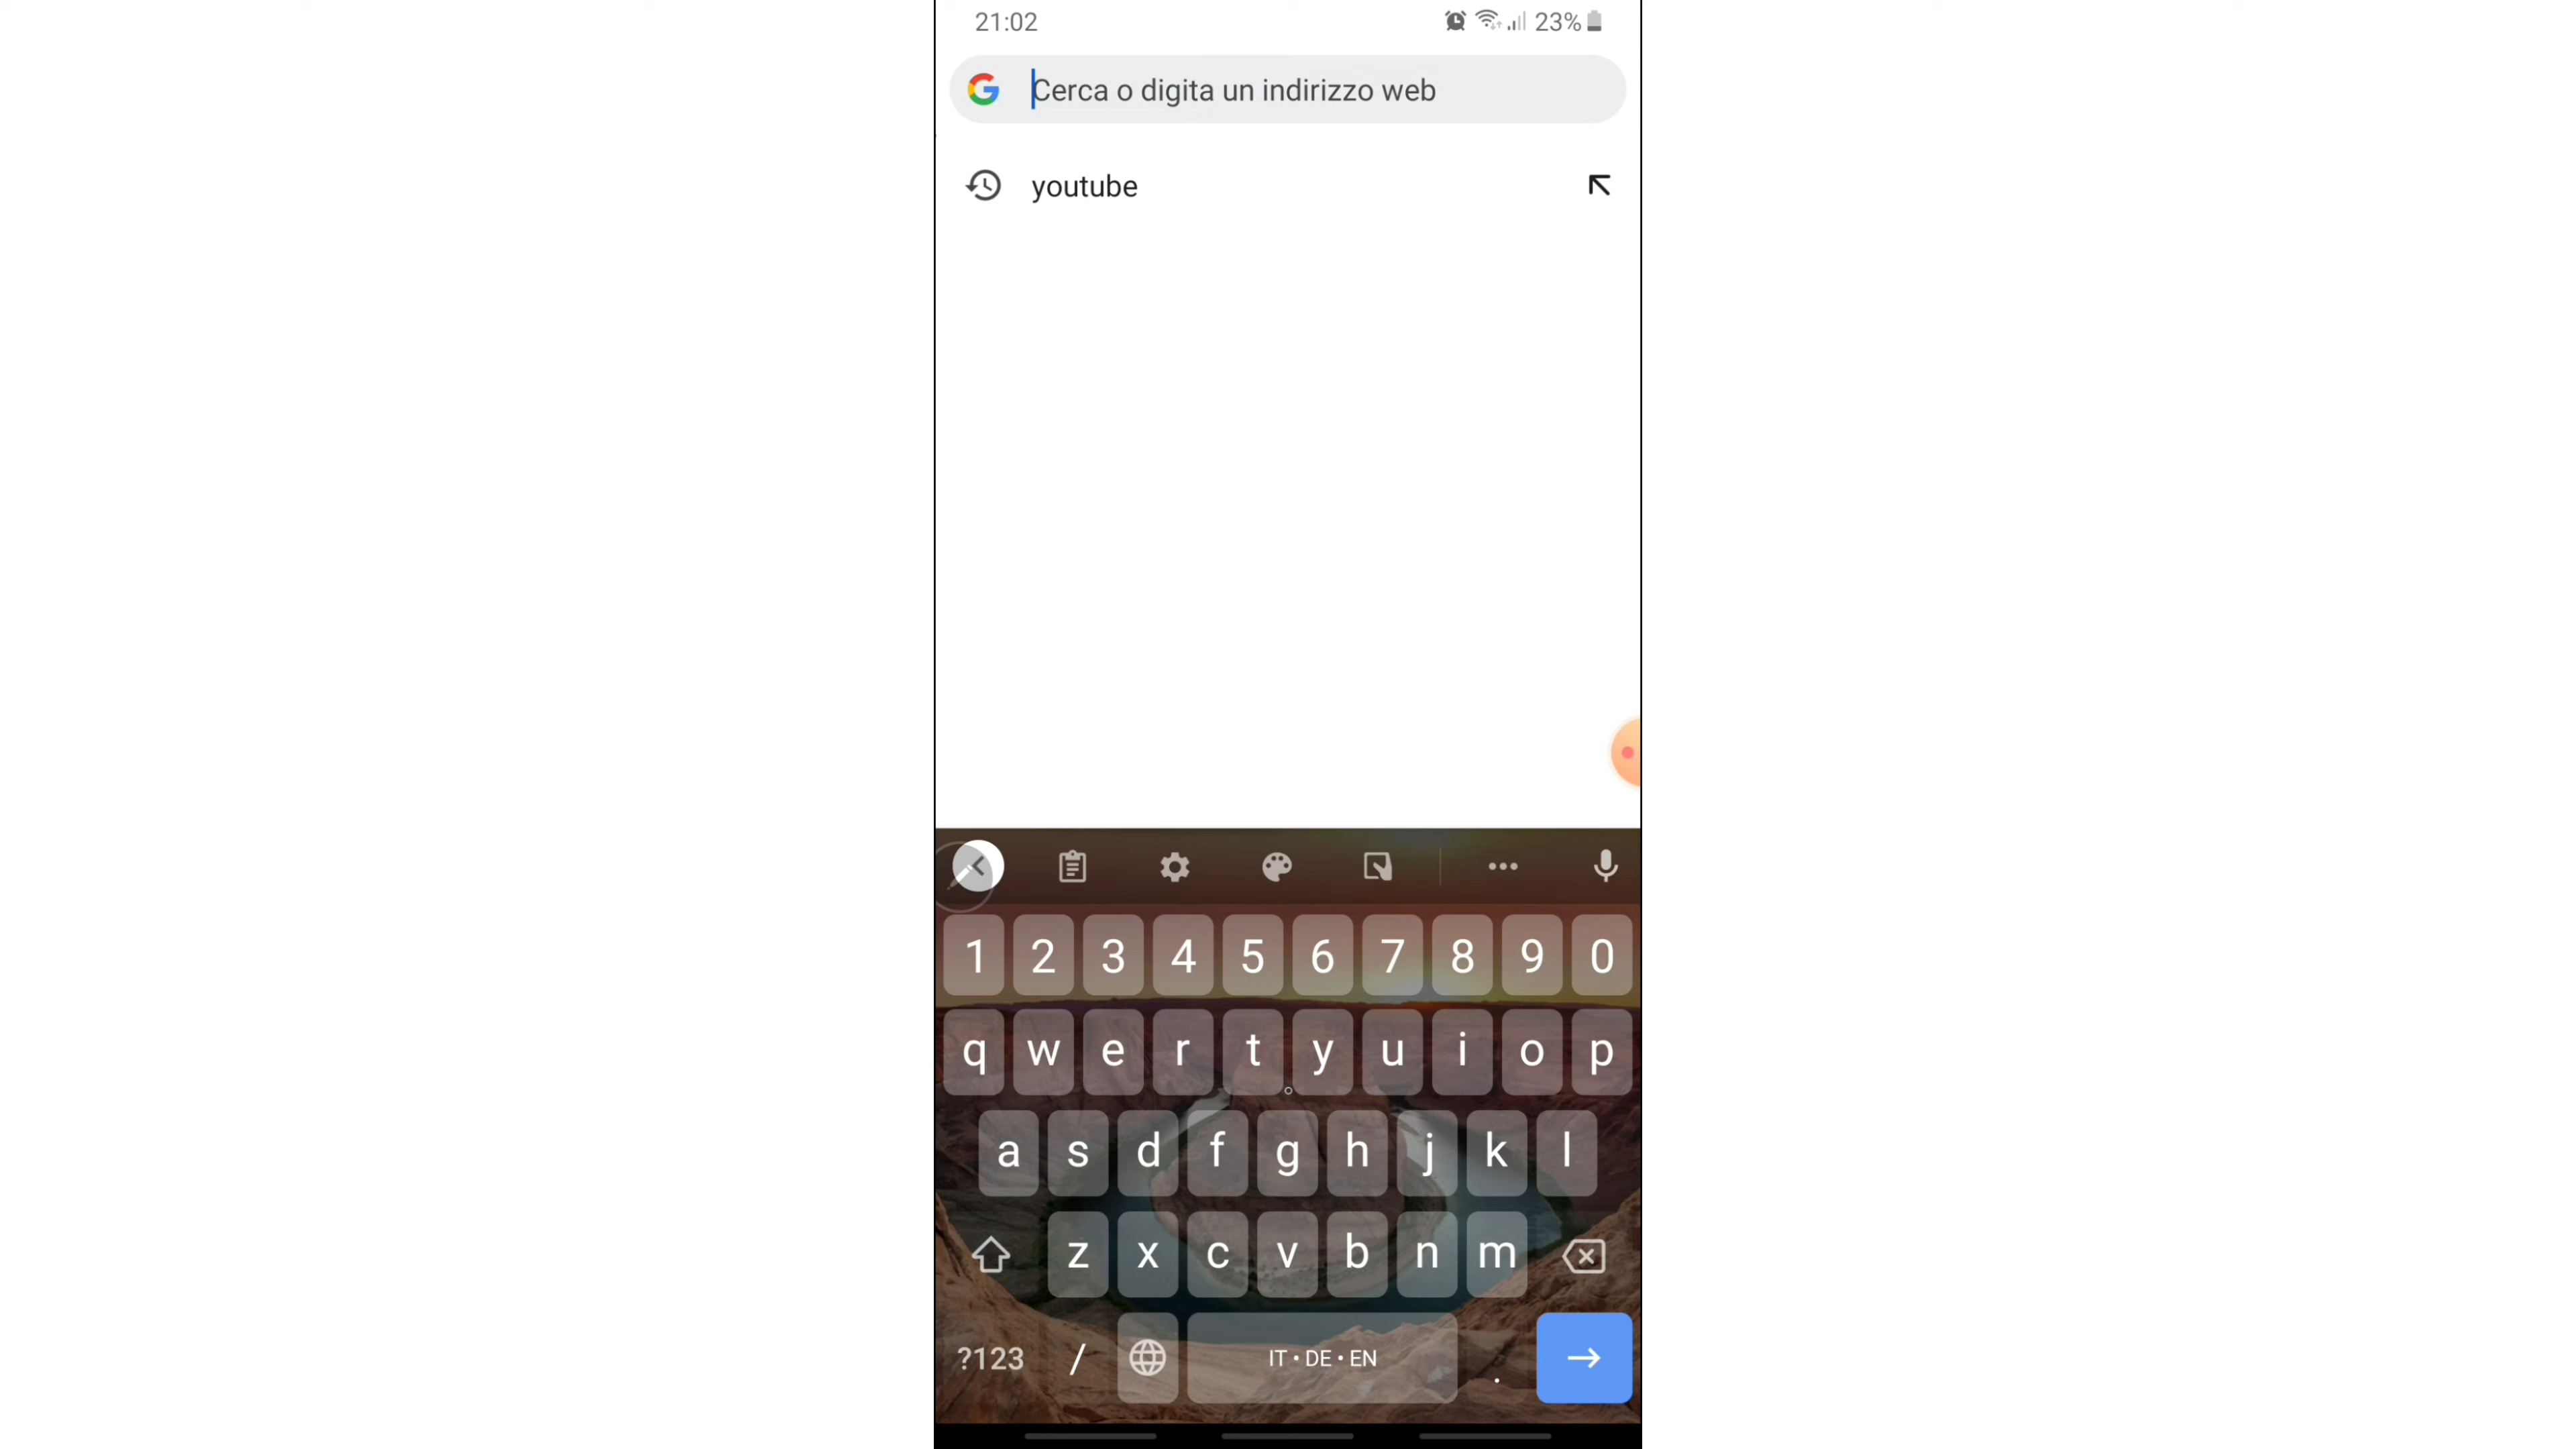 21:02 23%
Cerca o digita un indirizzo web
youtube
1 2 3 4 5 6 7 8 9 0
q w e r t y u i o p
a s d f g h j k l
z x c v b n m
?123 / IT • DE • EN .